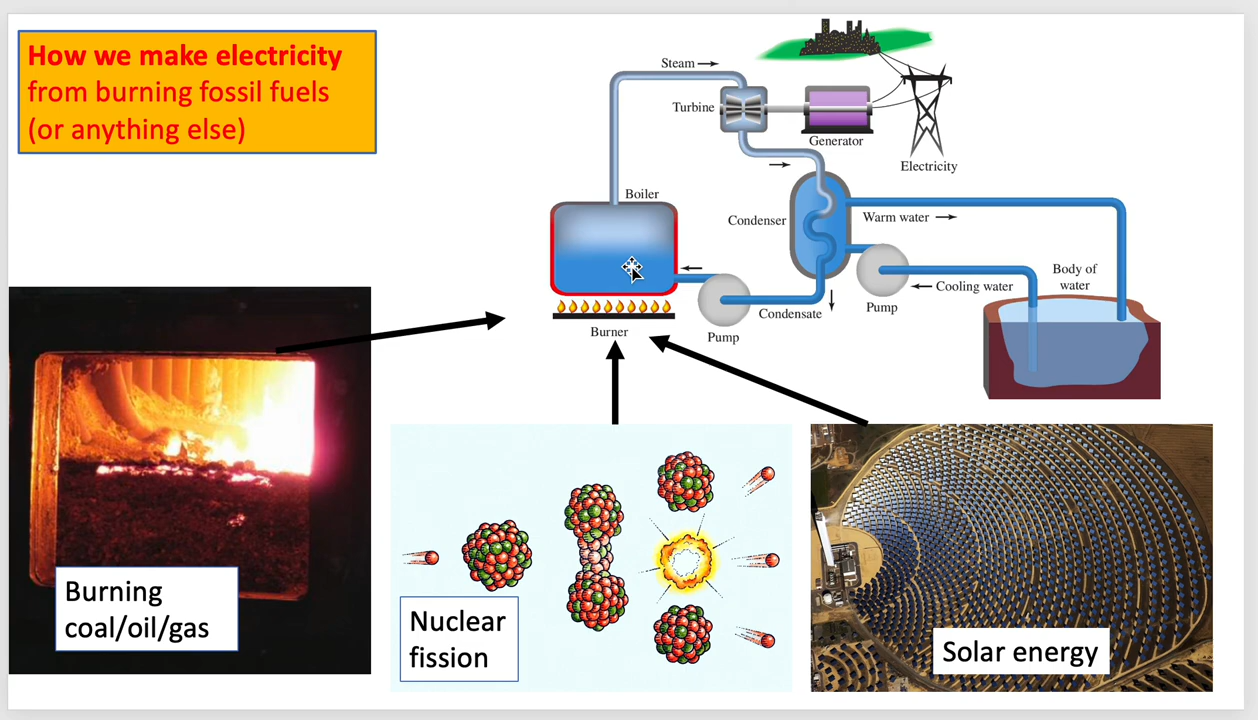 How we make electricity
from burning fossil fuels
(or anything else)
Steam
Turbine
Generator
Electricity
Boiler
Condenser
Warm water
Body of
water
Cooling water
Pump
Condensate
Burner
Pump
Burning
coal/oil/gas
Nuclear
fission
Solar energy